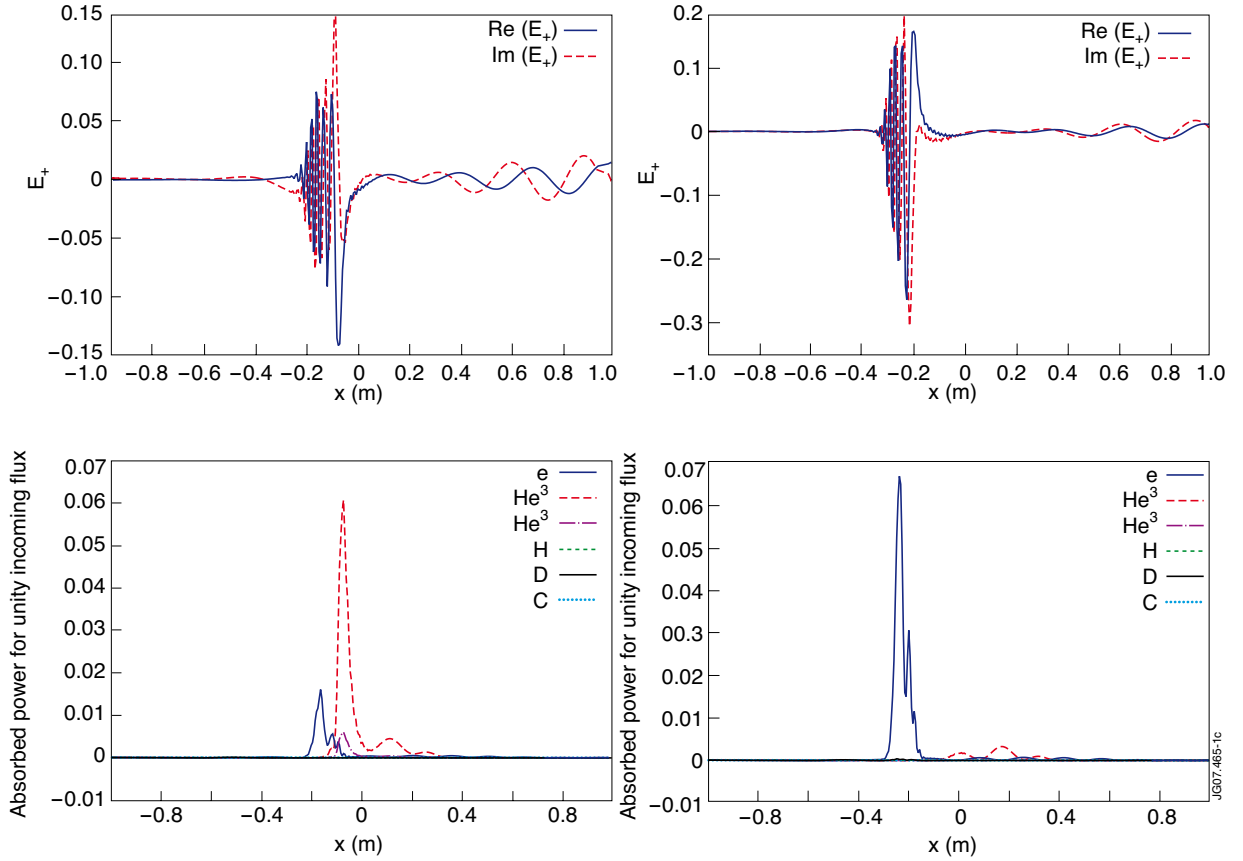 0.15
0.10
0.05
0
−0.05
−0.10
−0.15
E+
Re (E+)
Im (E+)
−1.0 −0.8 −0.6 −0.4 −0.2 0 0.2 0.4 0.6 0.8 1.0
x (m)
0.2
0.1
0
−0.1
−0.2
−0.3
E+
Re (E+)
Im (E+)
−1.0 −0.8 −0.6 −0.4 −0.2 0 0.2 0.4 0.6 0.8 1.0
x (m)
Absorbed power for unity incoming flux
0.07
0.06
0.05
0.04
0.03
0.02
0.01
0
−0.01
e
He3
He3
H
D
C
−0.8 −0.4 0 0.4 0.8
x (m)
Absorbed power for unity incoming flux
0.07
0.06
0.05
0.04
00.3
0.02
0.01
0
−0.01
e
He3
He3
H
D
C
−0.8 −0.4 0 0.4 0.8
x (m)
JG07.465-1c